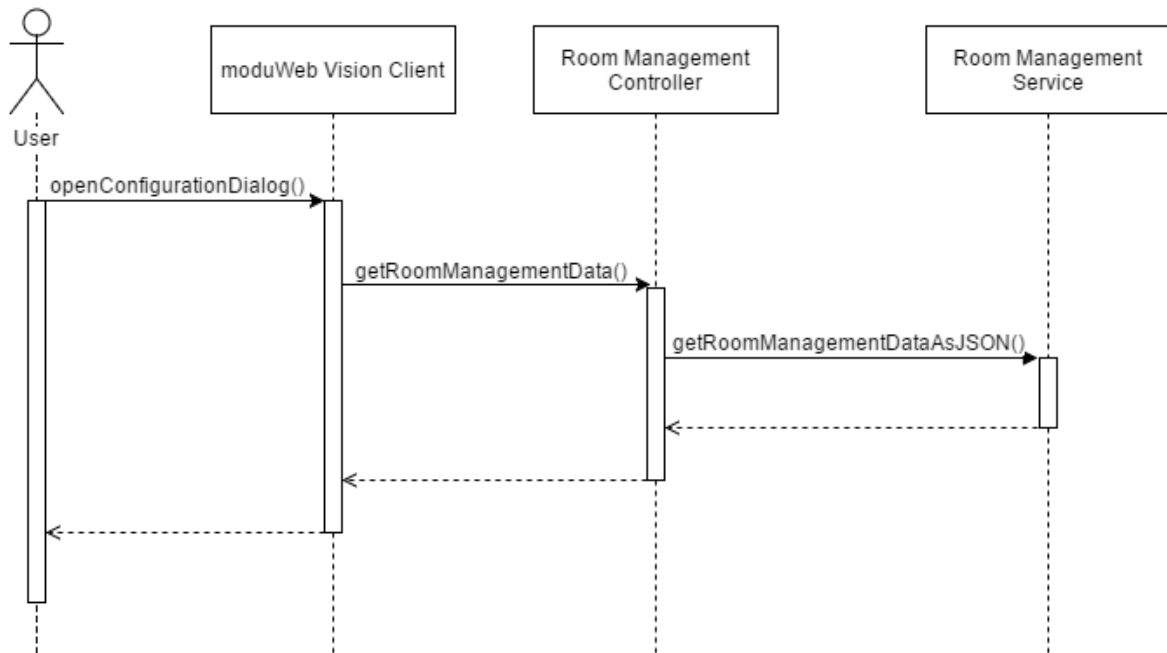 User
moduWeb Vision Client
Room Management
Controller
Room Management
Service
openConfigurationDialog()
getRoomManagementData()
getRoomManagementDataAsJSON()